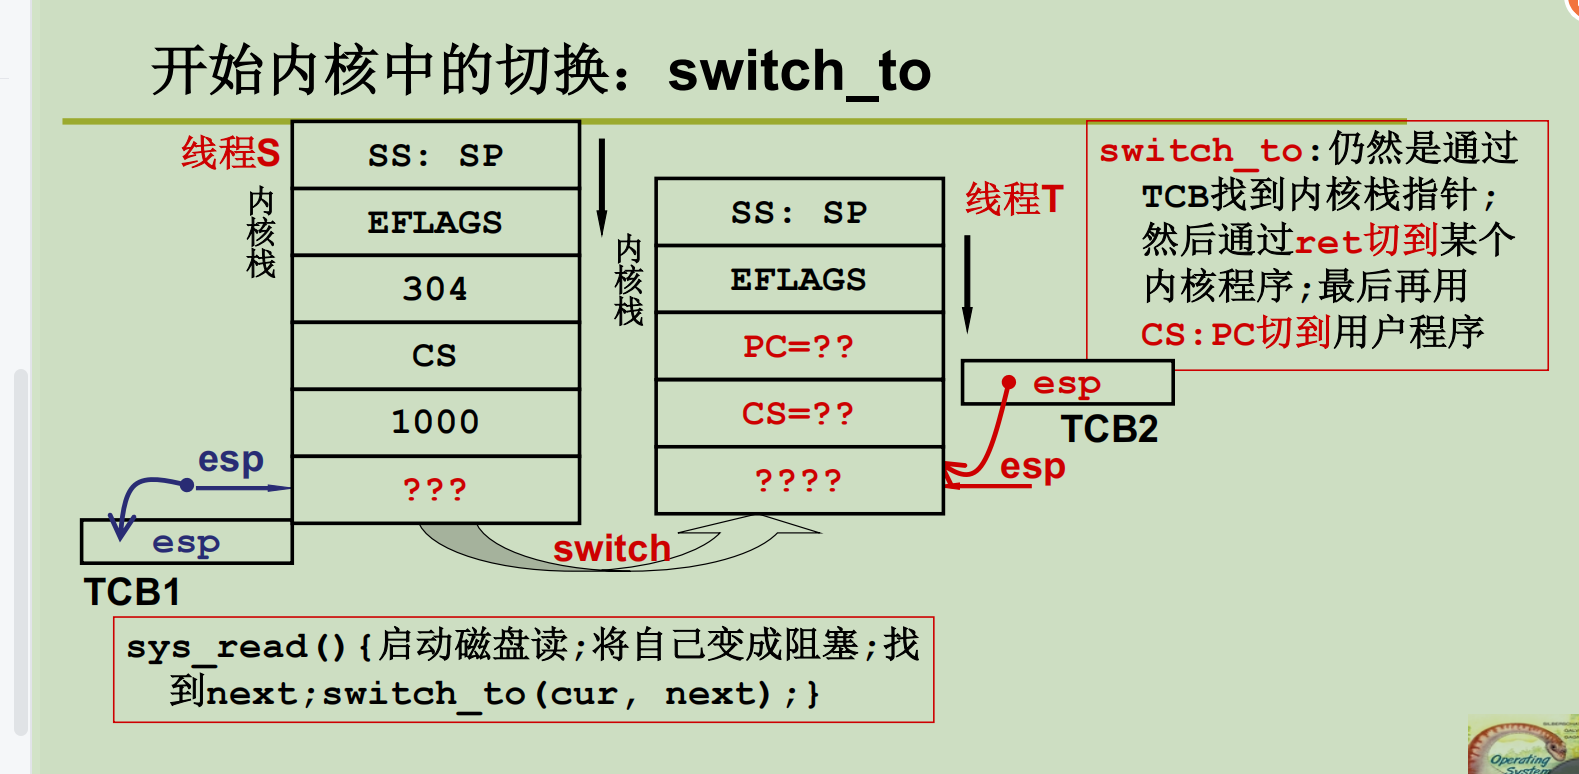 开始内核中的切换：switch_to
线程S
内核栈
SS: SP
EFLAGS
304
CS
1000
???
esp
esp
TCB1
内核栈
SS: SP
EFLAGS
PC=??
CS=??
????
线程T
esp
TCB2
esp
switch
switch_to:仍然是通过
TCB找到内核栈指针;
然后通过ret切到某个
内核程序;最后再用
CS:PC切到用户程序
sys_read(){启动磁盘读;将自己变成阻塞;找
到next;switch_to(cur, next);}
Operating
System